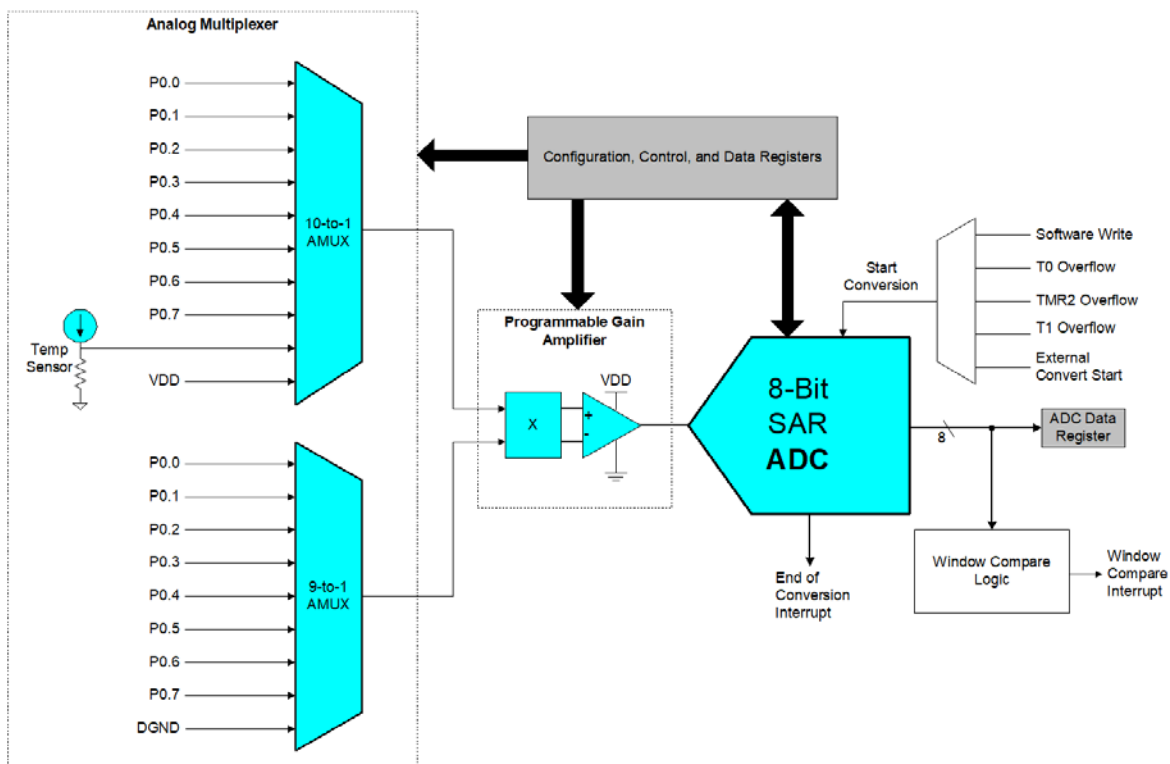 Analog Multiplexer
P0.0
P0.1
P0.2
P0.3
P0.4
P0.5
P0.6
P0.7
Temp
Sensor
VDD
10-to-1
AMUX
P0.0
P0.1
P0.2
P0.3
P0.4
P0.5
P0.6
P0.7
DGND
9-to-1
AMUX
Configuration, Control, and Data Registers
Programmable Gain
Amplifier
X
+
-
VDD
Start
Conversion
Software Write
T0 Overflow
TMR2 Overflow
T1 Overflow
External
Convert Start
8-Bit
SAR
ADC
8
ADC Data
Register
End of
Conversion
Interrupt
Window Compare
Logic
Window
Compare
Interrupt